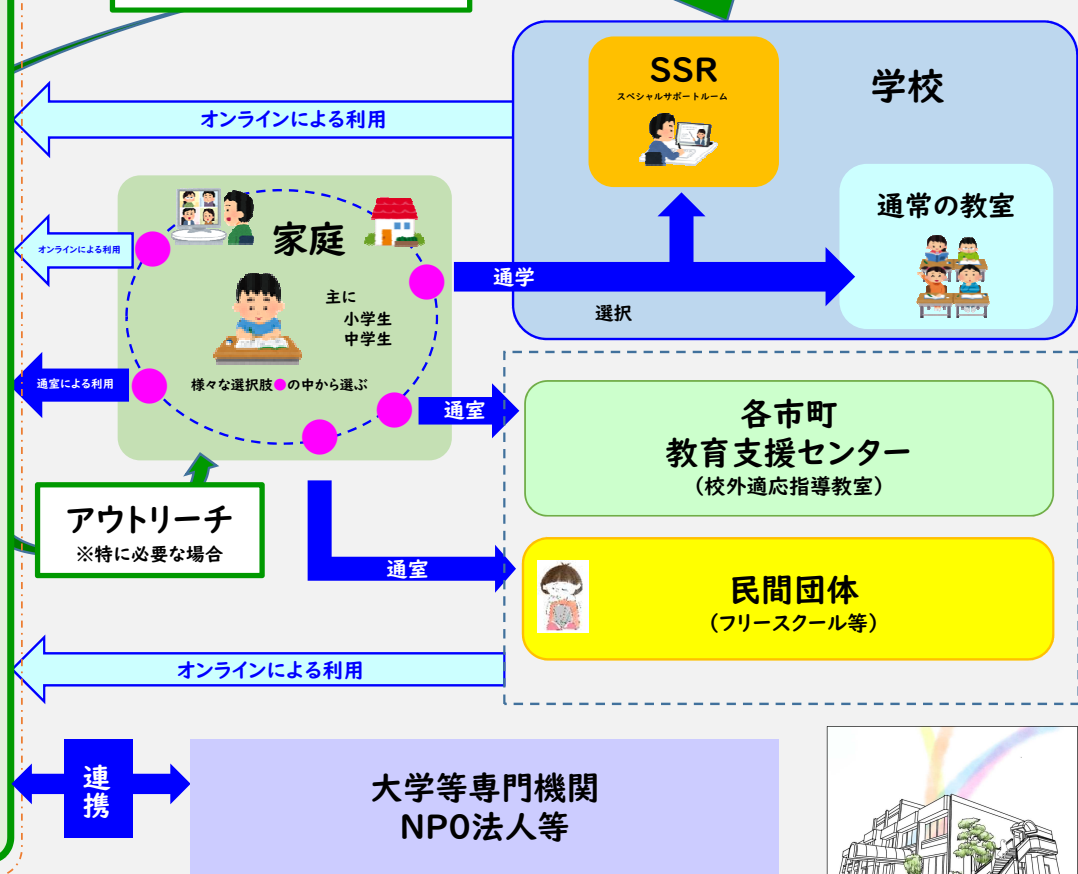 SSR
スペシャルサポートルーム
学校
オンラインによる利用
通常の教室
家庭
オンラインによる利用
通学
主に
小学生
中学生
選択
通室による利用
様々な選択肢●の中から選ぶ
通室
各市町
教育支援センター
(校外適応指導教室)
アウトリーチ
※特に必要な場合
通室
民間団体
(フリースクール等)
オンラインによる利用
連携
大学等専門機関
NPO法人等